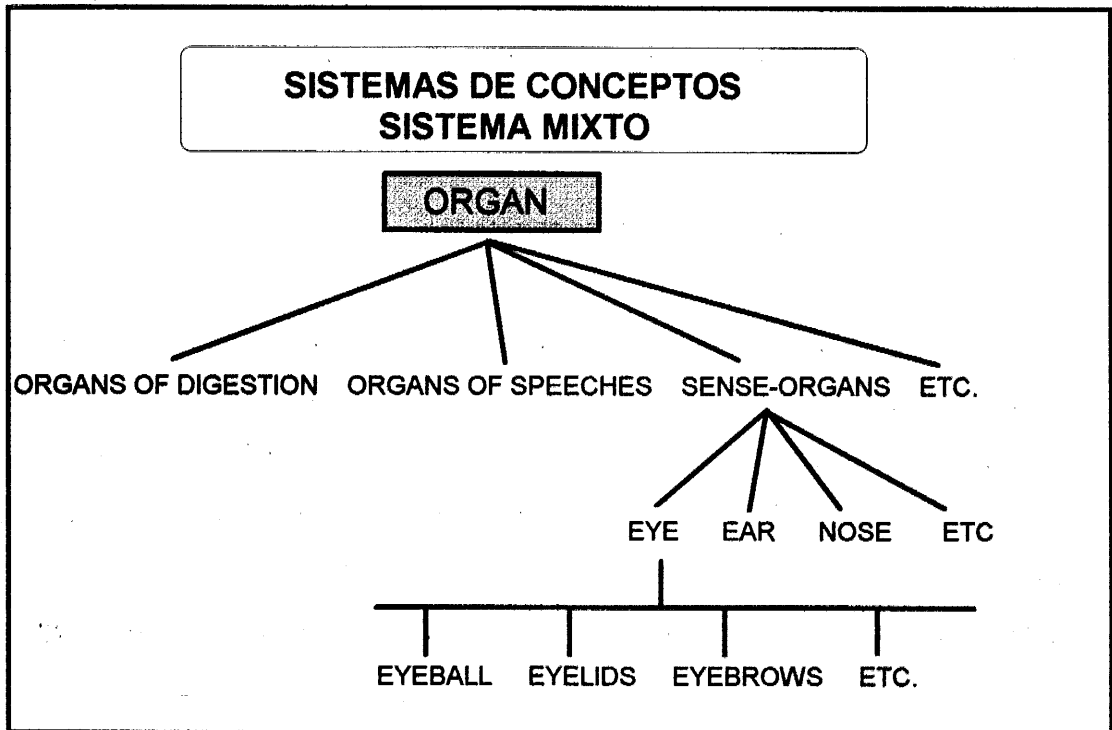 SISTEMAS DE CONCEPTOS
SISTEMA MIXTO
ORGAN
ORGANS OF DIGESTION ORGANS OF SPEECHES SENSE-ORGANS ETC.
EYE EAR NOSE ETC
EYEBALL EYELIDS EYEBROWS ETC.